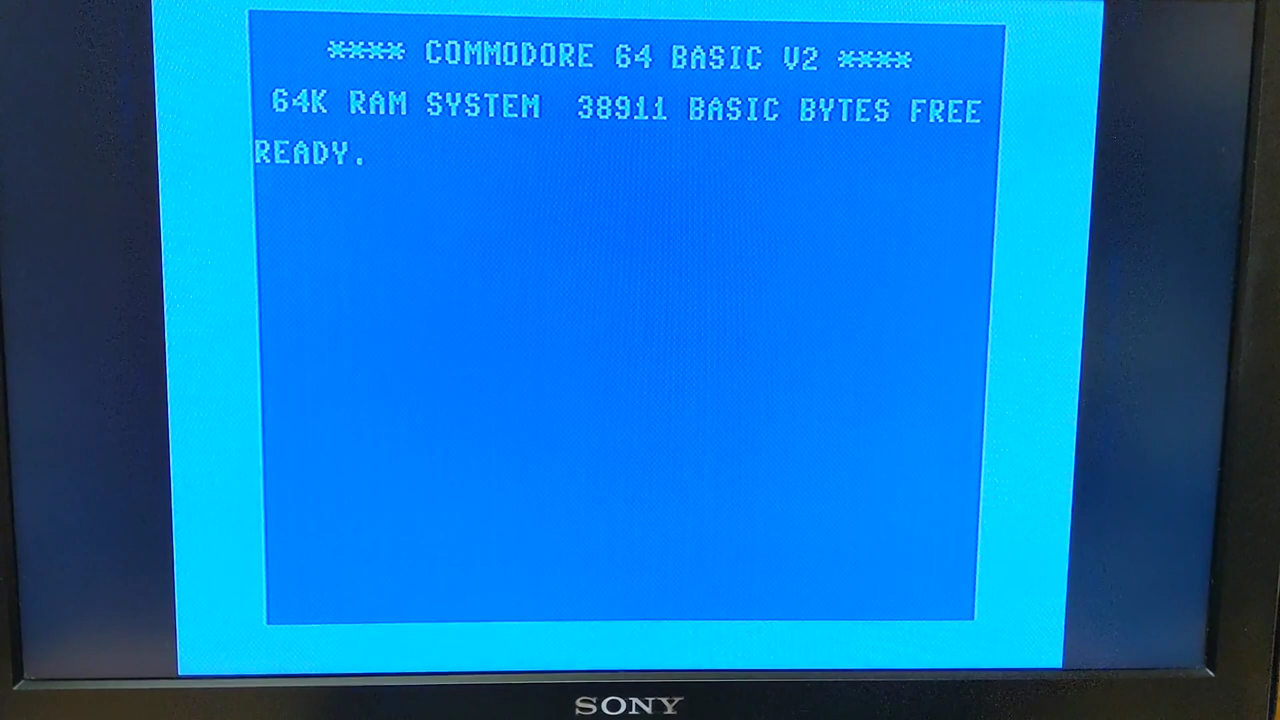 **** COMMODORE 64 BASIC V2 ****
64K RAM SYSTEM  38911 BASIC BYTES FREE
READY.
SONY